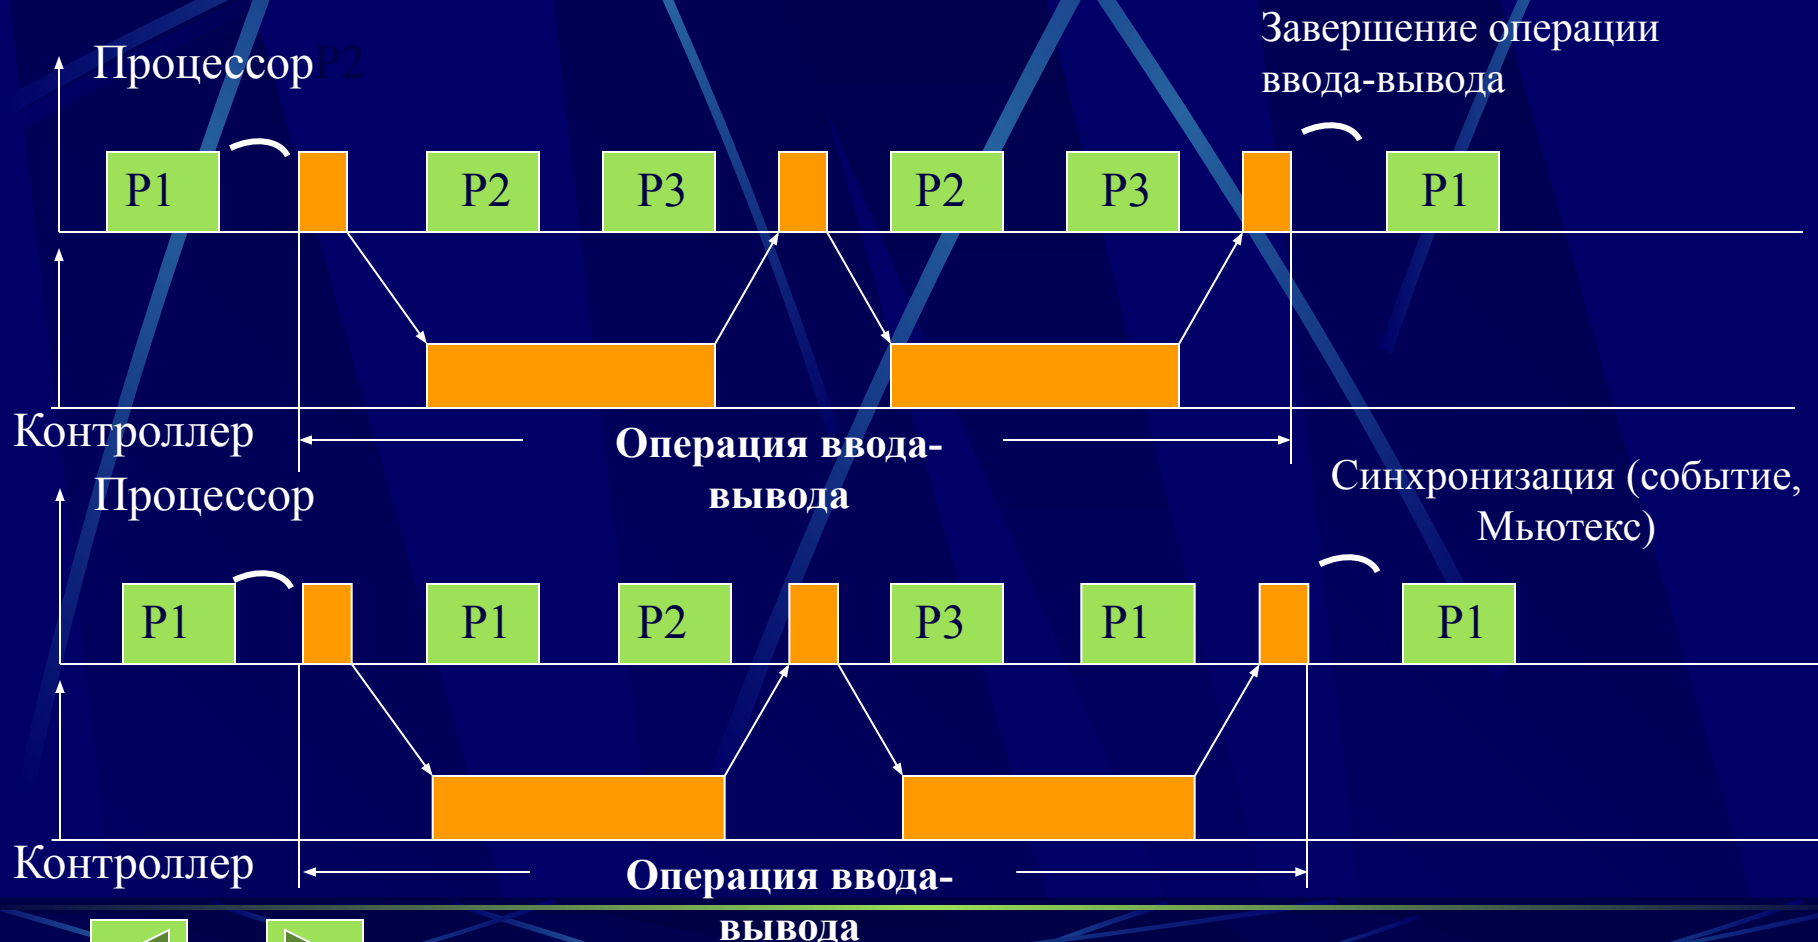 Завершение операции
ввода-вывода
Процессор P2
P1
P2
P3
P2
P3
P1
Контроллер
Операция ввода-
вывода
Процессор
Синхронизация (событие,
Мьютекс)
P1
P1
P2
P3
P1
P1
Контроллер
Операция ввода-
вывода